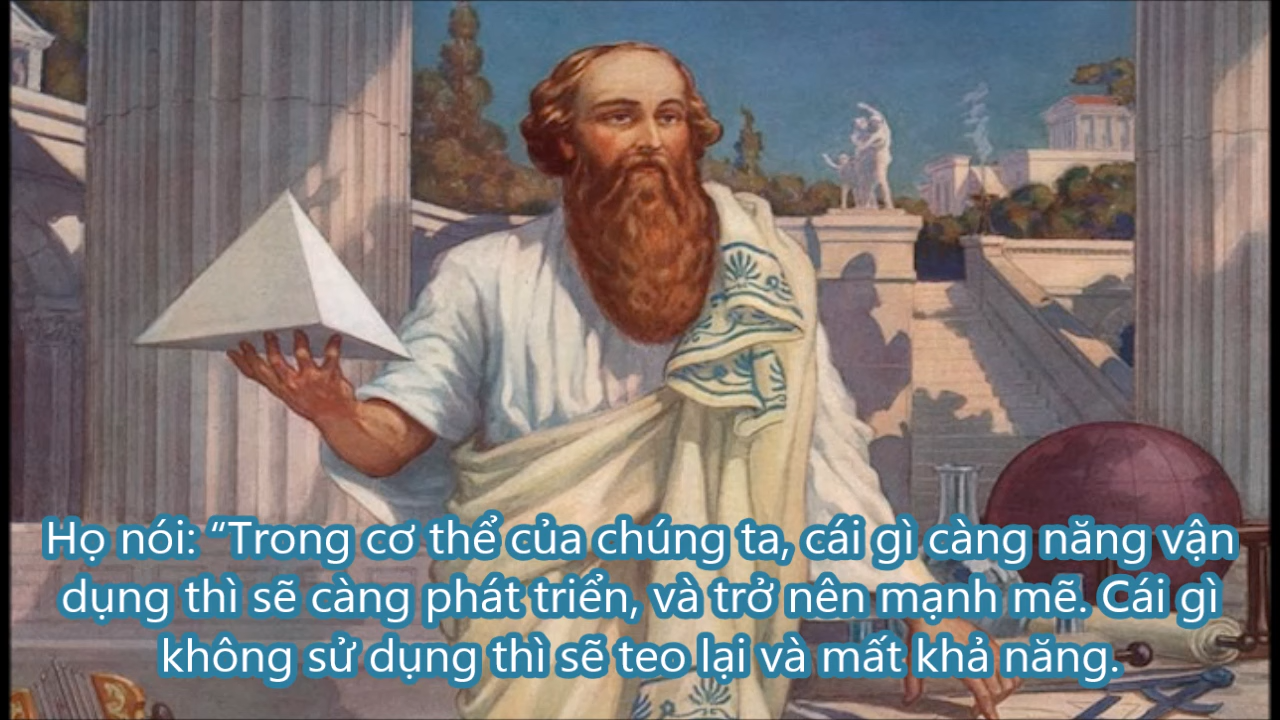 Họ nói: “Trong cơ thể của chúng ta, cái gì càng năng vận
dụng thì sẽ càng phát triển, và trở nên mạnh mẽ. Cái gì
không sử dụng thì sẽ teo lại và mất khả năng.